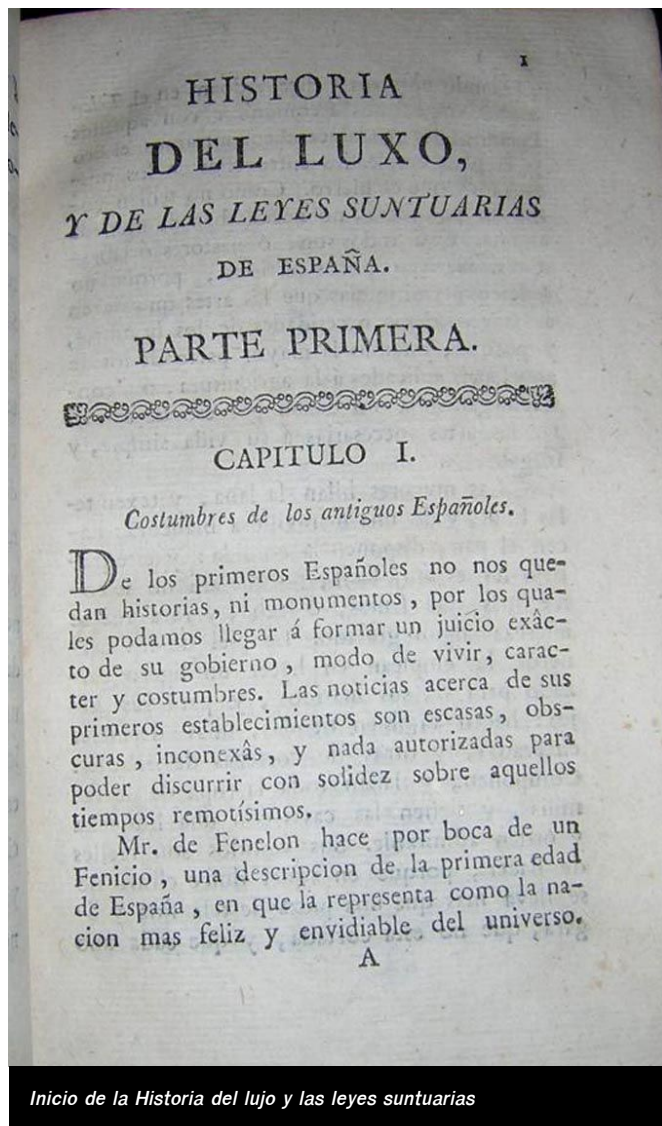 1
HISTORIA
DEL LUXO,
Y DE LAS LEYES SUNTUARIAS
DE ESPAÑA.
PARTE PRIMERA.
CAPITULO I.
Costumbres de los antiguos Españoles.
De los primeros Españoles no nos que-
dan historias, ni monumentos, por los qua-
les podamos llegar á formar un juicio exâc-
to de su gobierno, modo de vivir, carac-
ter y costumbres. Las noticias acerca de sus
primeros establecimientos son escasas, obs-
curas, inconexâs, y nada autorizadas para
poder discurrir con solidez sobre aquellos
tiempos remotísimos.
Mr. de Fenelon hace por boca de un
Fenicio, una descripcion de la primera edad
de España, en que la representa como la na-
cion mas feliz y envidiable del universo.
A
Inicio de la Historia del lujo y las leyes suntuarias